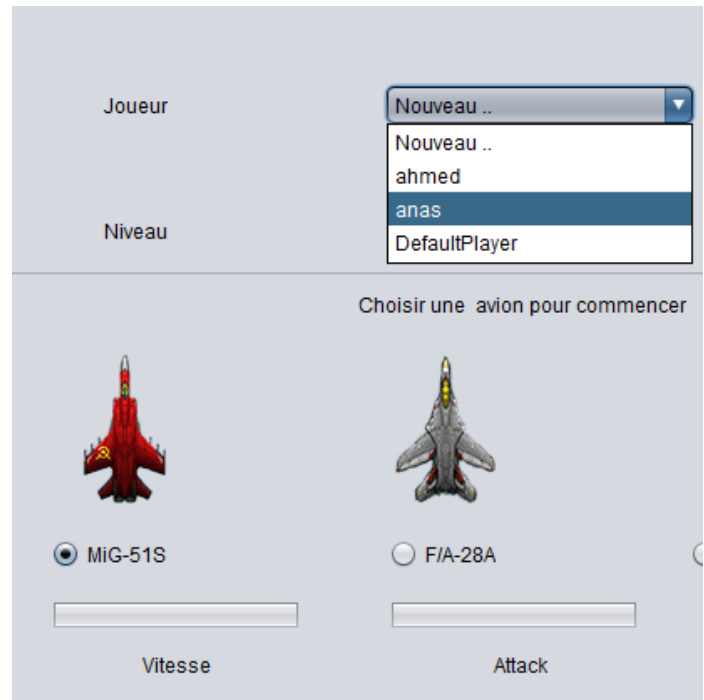 Joueur
Nouveau ..
Nouveau ..
ahmed
anas
DefaultPlayer
Niveau
Choisir une avion pour commencer
MiG-51S
F/A-28A
Vitesse
Attack